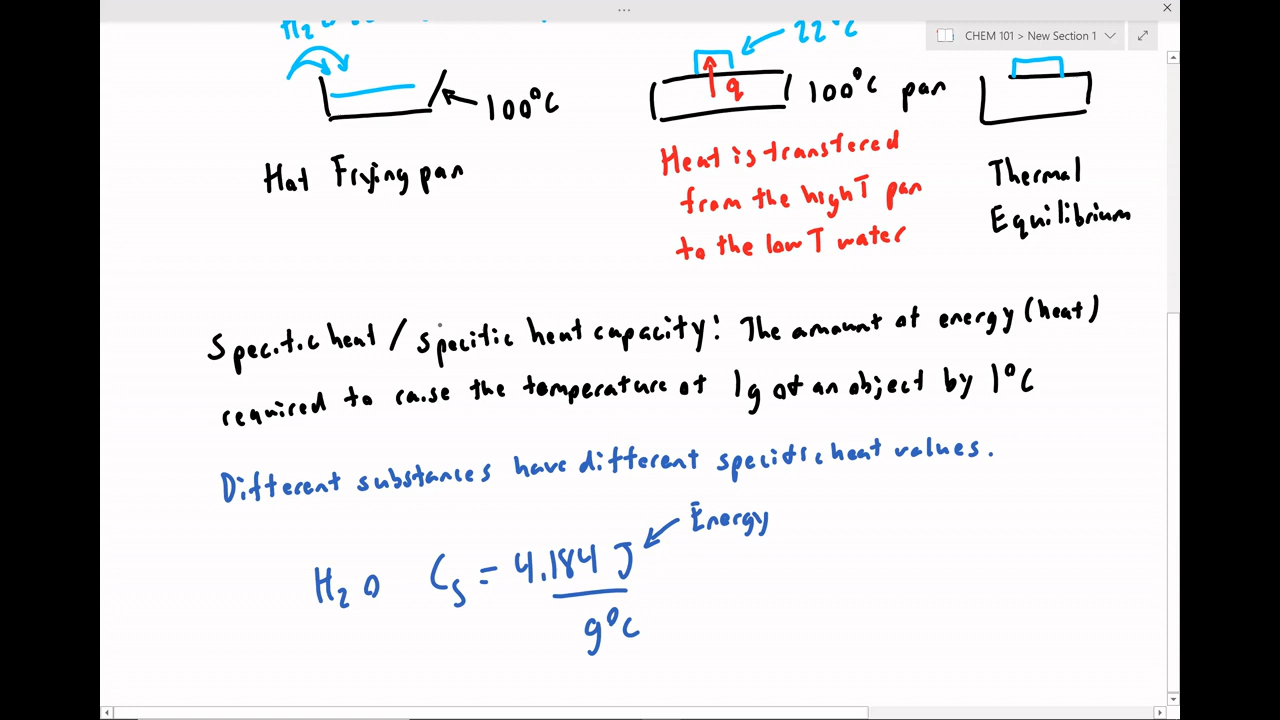 H2O
22°C
CHEM 101 > New Section 1
100°C
q
100°C pan
Hot Frying pan
Heat is transfered
from the high T pan
to the low T water
Thermal
Equilibrium
Specific heat / specific heat capacity: The amount of energy (heat)
required to raise the temperature of 1g of an object by 1°C
Different substances have different specific heat values.
Energy
H2O Cs = 4.184 J
g°C